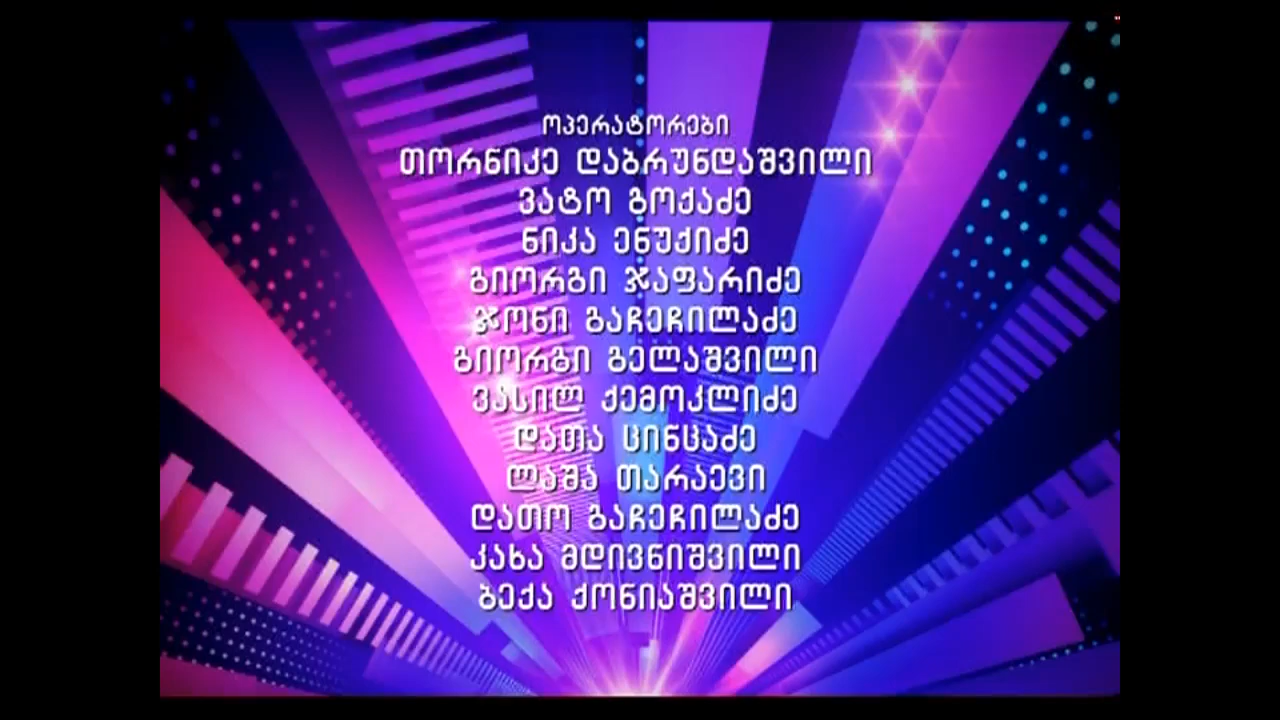 ოპერატორები
თორნიკე დაბრუნდაშვილი
ვატო გოქაძე
ნიკა ენუქიძე
გიორგი ჯაფარიძე
ჯონი გაჩეჩილაძე
გიორგი გელაშვილი
ვასილ ქემოკლიძე
დათა ცინცაძე
ლაშა თარაევი
დათო გაჩეჩილაძე
კახა მდივნიშვილი
ბექა ქონიაშვილი